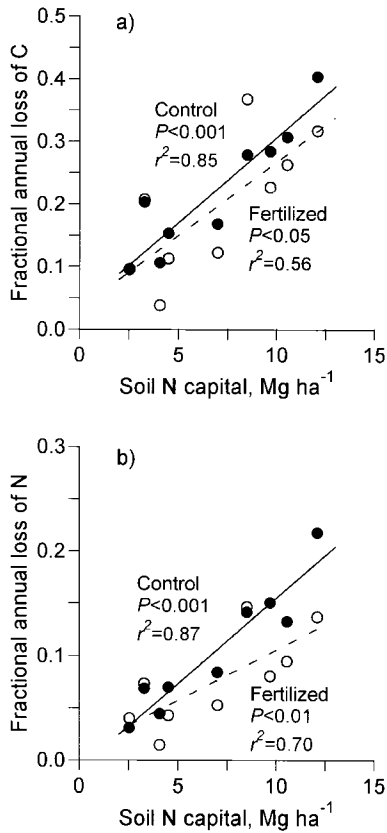 a)
0.5
0.4
0.3
0.2
0.1
0.0
Fractional annual loss of C
Control
P<0.001
r²=0.85
Fertilized
P<0.05
r²=0.56
0 5 10 15
Soil N capital, Mg ha⁻¹
b)
0.3
0.2
0.1
0.0
Fractional annual loss of N
Control
P<0.001
r²=0.87
Fertilized
P<0.01
r²=0.70
0 5 10 15
Soil N capital, Mg ha⁻¹